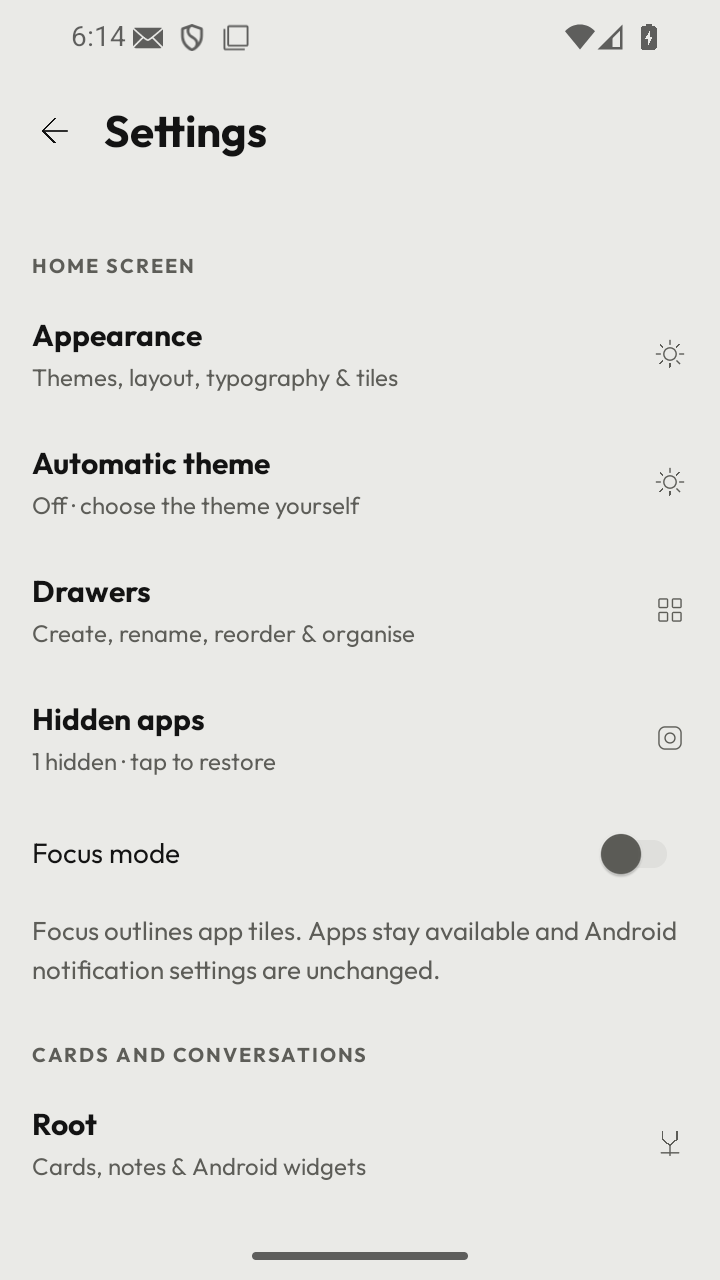 6:14
Settings
HOME SCREEN
Appearance
Themes, layout, typography & tiles
Automatic theme
Off · choose the theme yourself
Drawers
Create, rename, reorder & organise
Hidden apps
1 hidden · tap to restore
Focus mode
Focus outlines app tiles. Apps stay available and Android
notification settings are unchanged.
CARDS AND CONVERSATIONS
Root
Cards, notes & Android widgets